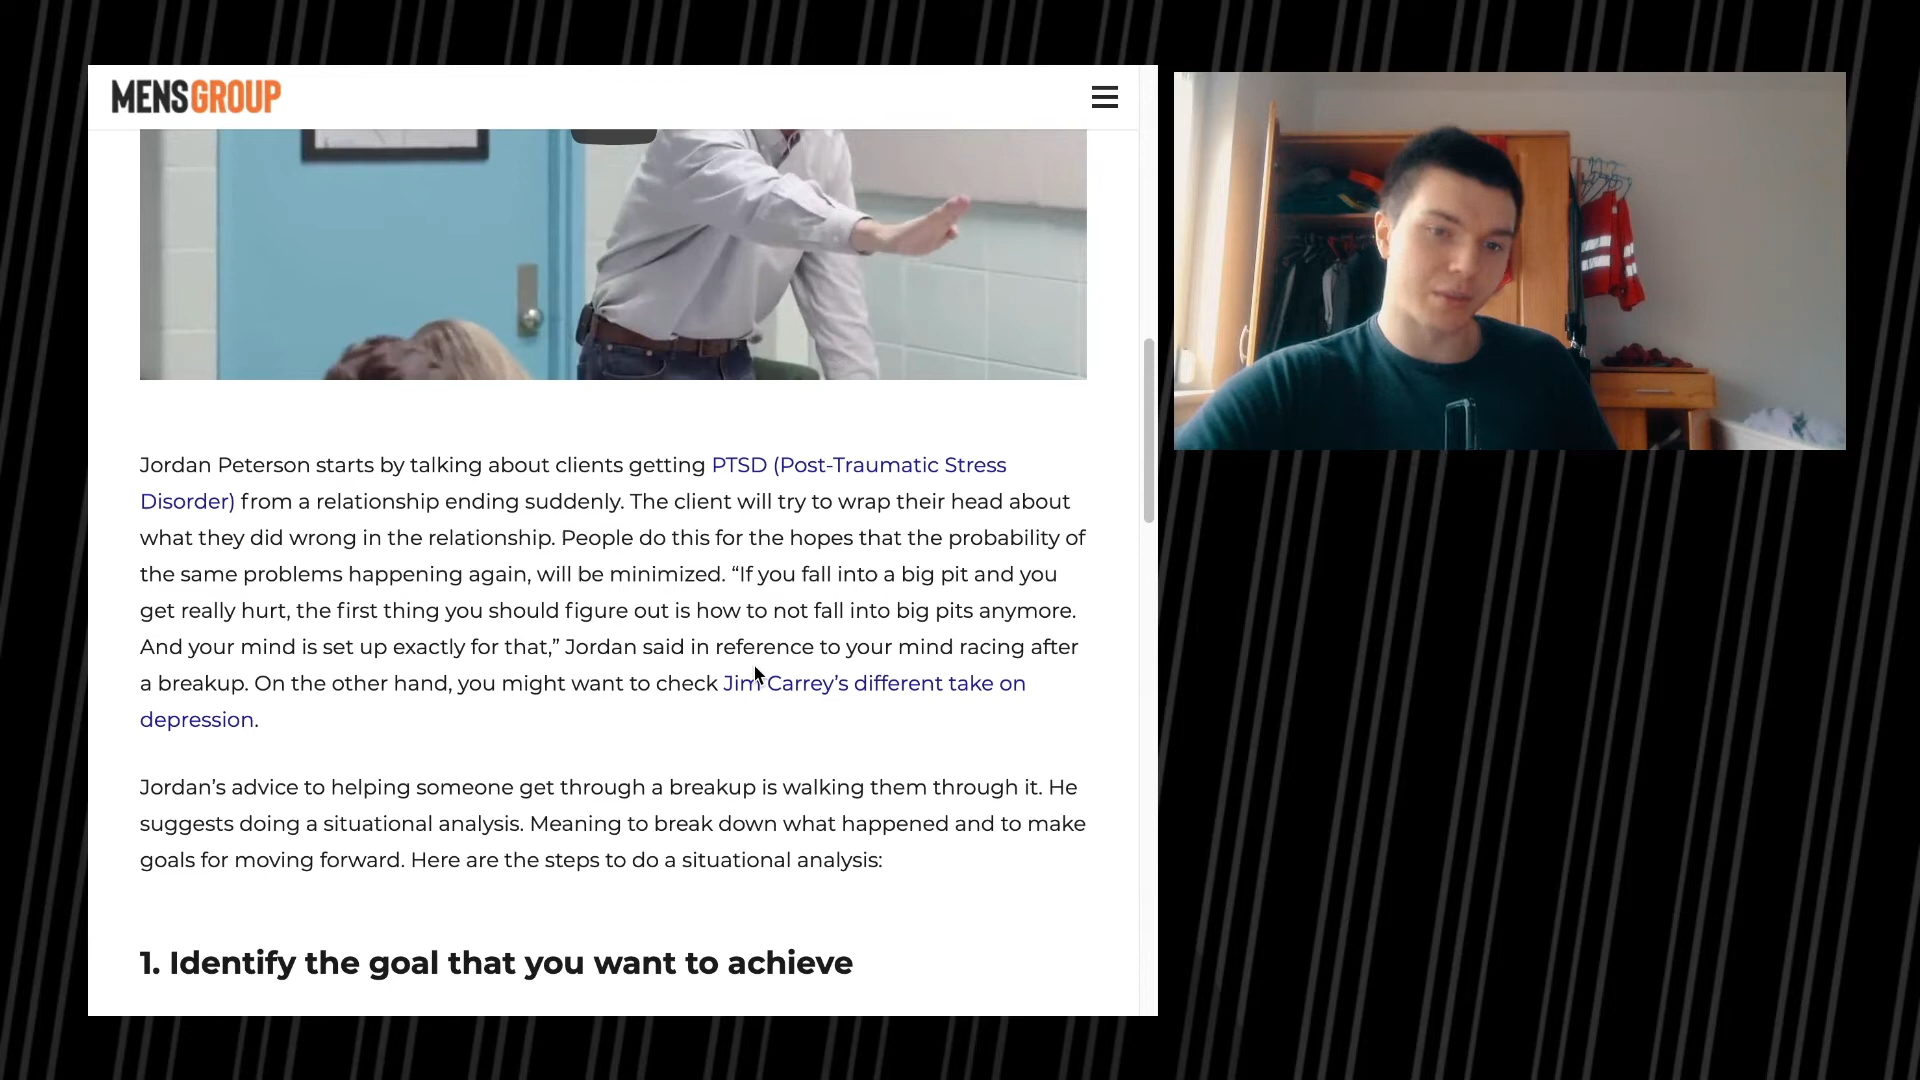 MENSGROUP
Jordan Peterson starts by talking about clients getting PTSD (Post-Traumatic Stress
Disorder) from a relationship ending suddenly. The client will try to wrap their head about
what they did wrong in the relationship. People do this for the hopes that the probability of
the same problems happening again, will be minimized. “If you fall into a big pit and you
get really hurt, the first thing you should figure out is how to not fall into big pits anymore.
And your mind is set up exactly for that,” Jordan said in reference to your mind racing after
a breakup. On the other hand, you might want to check Jim Carrey’s different take on
depression.
Jordan’s advice to helping someone get through a breakup is walking them through it. He
suggests doing a situational analysis. Meaning to break down what happened and to make
goals for moving forward. Here are the steps to do a situational analysis:
1. Identify the goal that you want to achieve